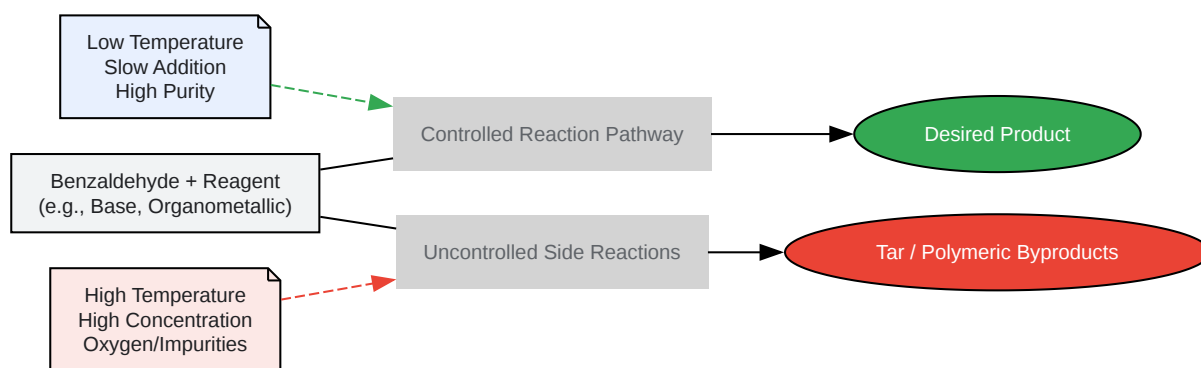 Low Temperature
Slow Addition
High Purity
Controlled Reaction Pathway
Desired Product
Benzaldehyde + Reagent
(e.g., Base, Organometallic)
Uncontrolled Side Reactions
Tar / Polymeric Byproducts
High Temperature
High Concentration
Oxygen/Impurities